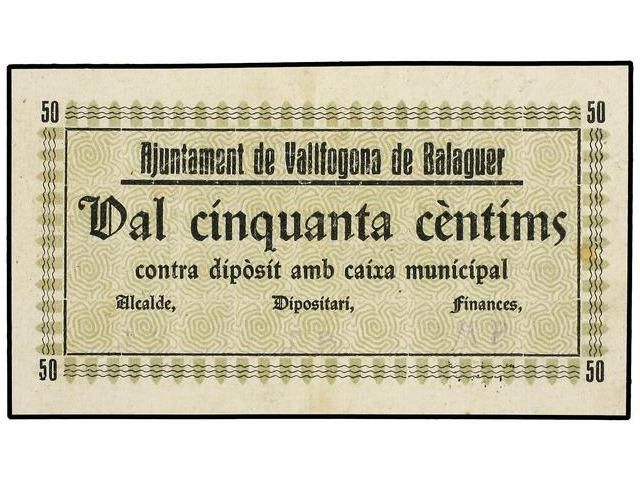 50 50
Ajuntament de Vallfogona de Balaguer
Val cinquanta cèntims
contra dipòsit amb caixa municipal
Alcalde, Dipositari, Finances,
50 50